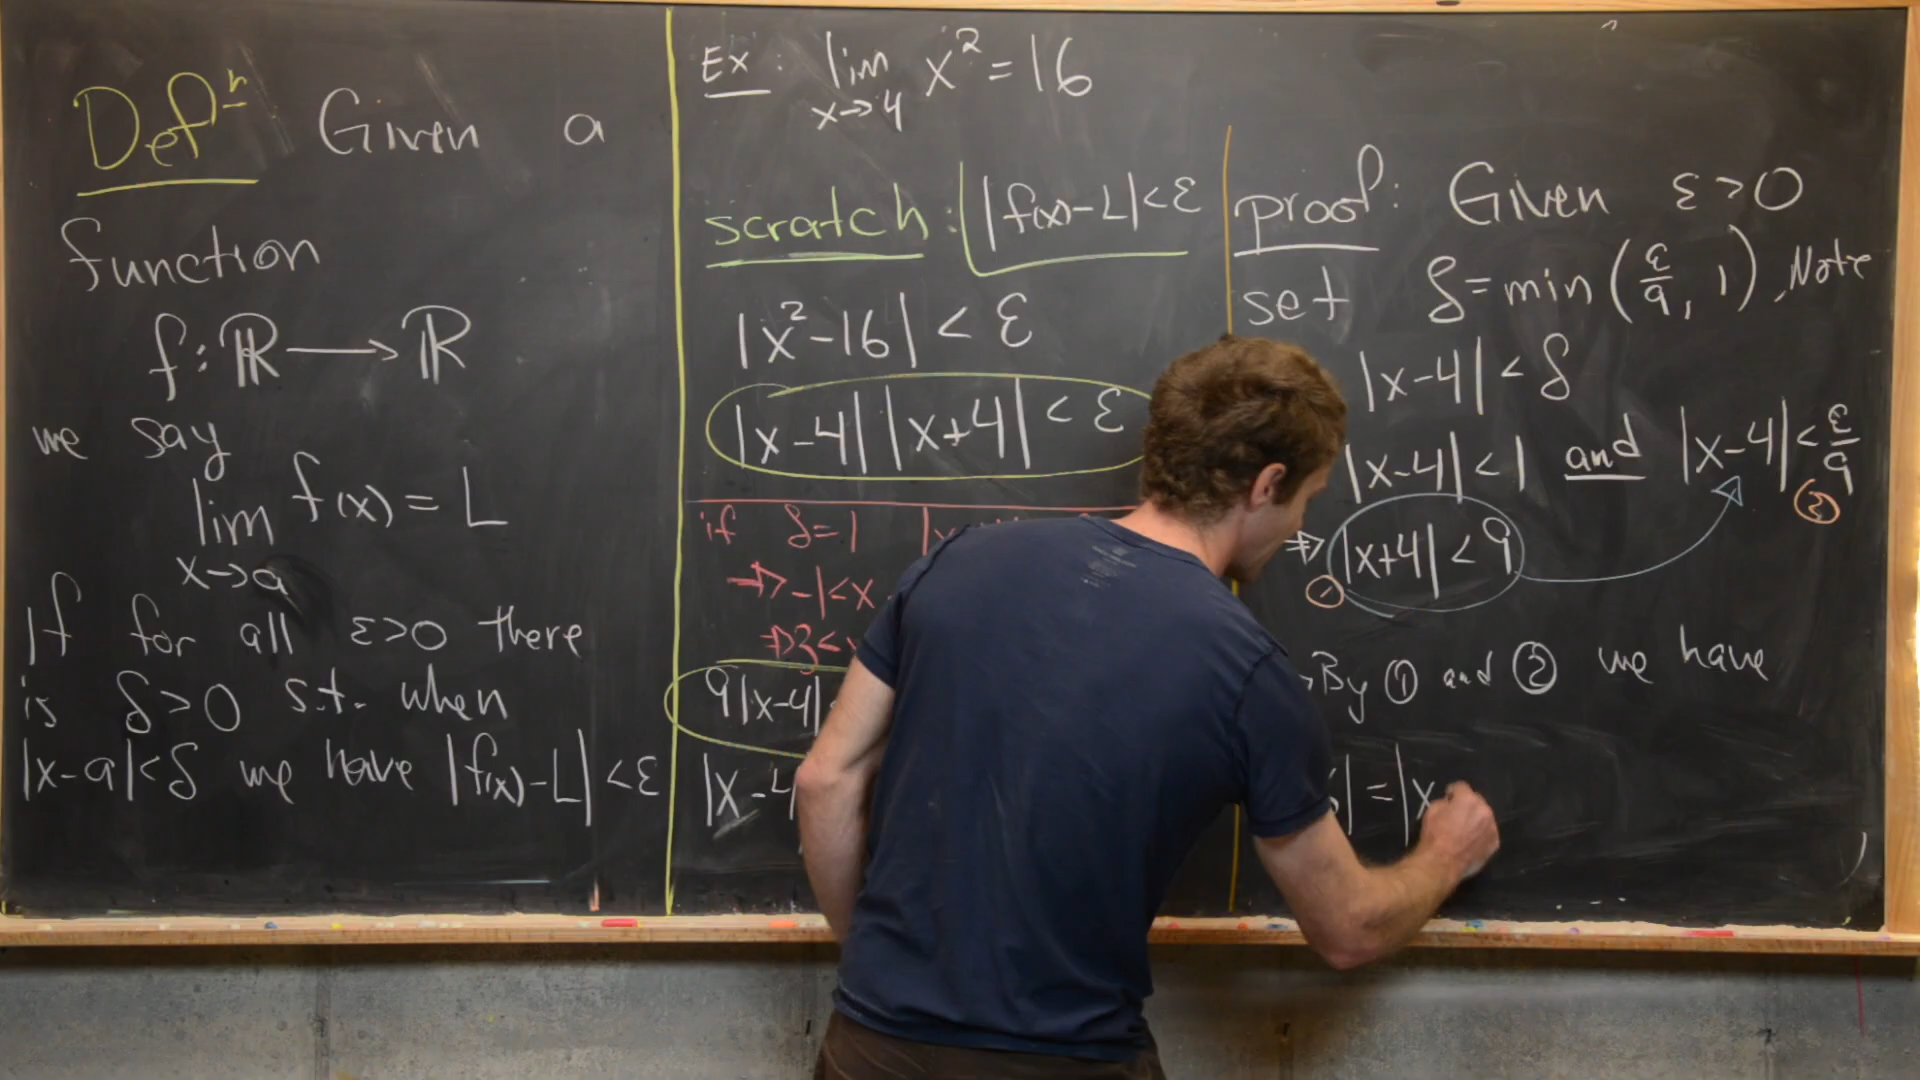 Defⁿ Given a
function
f: ℝ → ℝ
we say
lim f(x) = L
x→a
If for all ε>0 there
is δ>0 s.t. when
|x-a|<δ we have |f(x)-L|<ε
Ex: lim x² = 16
x→4
scratch: |f(x)-L|<ε
|x²-16| < ε
|x-4||x+4| < ε
if δ=1
⇒ -1<x
⇒ 3<
9|x-4|
|x-4
proof: Given ε>0
set δ=min(ε/9, 1). Note
|x-4|<δ
|x-4|<1 and |x-4|<ε/9
②
⇒ |x+4|<9
①
By ① and ② we have
| = |x